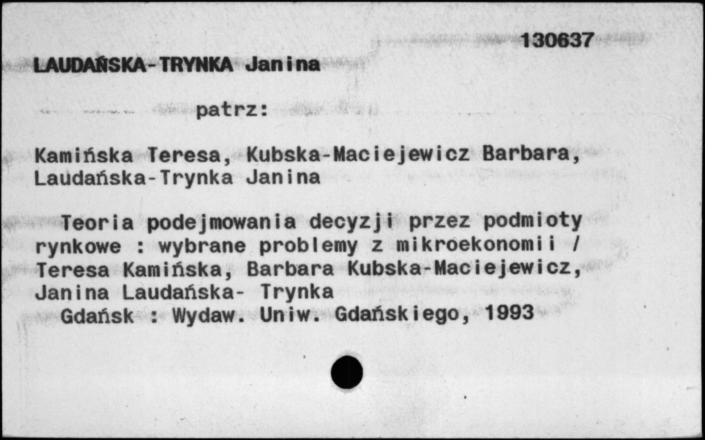 130637
LAUDAŃSKA-TRYNKA Janina
patrz:
Kamińska Teresa, Kubska-Maciejewicz Barbara,
Laudańska-Trynka Janina
Teoria podejmowania decyzji przez podmioty
rynkowe : wybrane problemy z mikroekonomii /
Teresa Kamińska, Barbara Kubska-Maciejewicz,
Janina Laudańska- Trynka
Gdańsk : Wydaw. Uniw. Gdańskiego, 1993